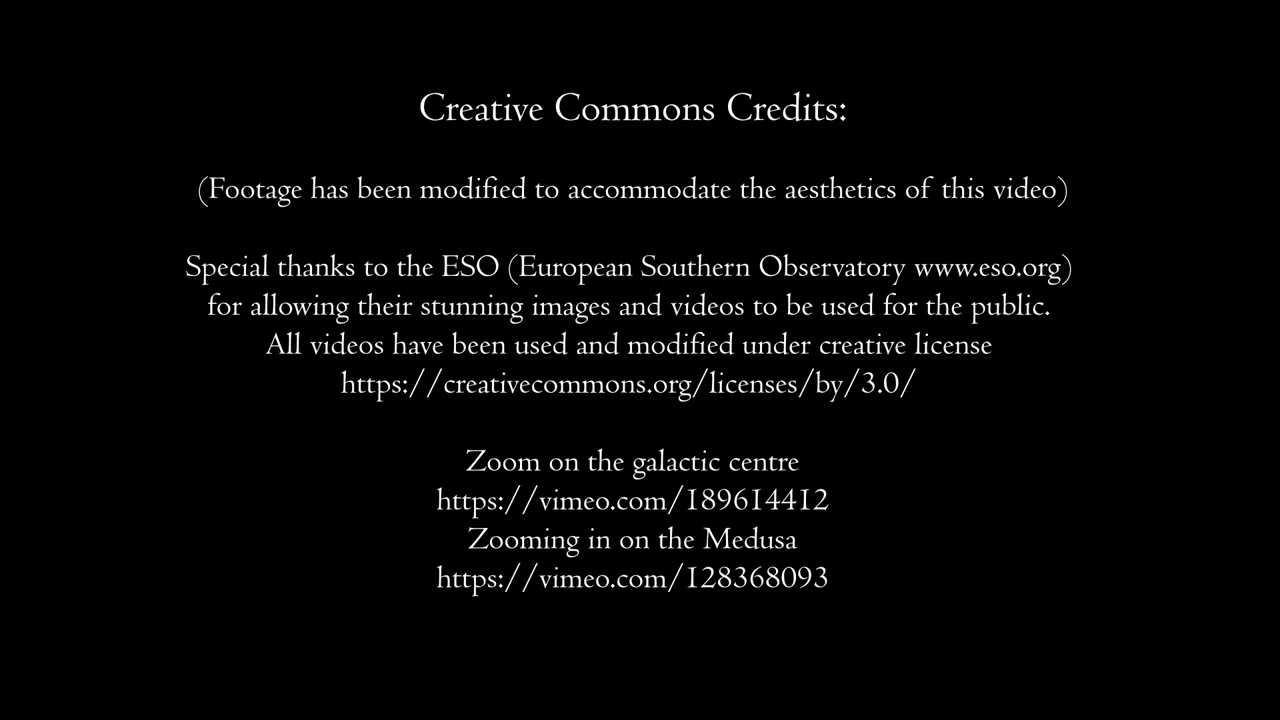 Creative Commons Credits:
(Footage has been modified to accommodate the aesthetics of this video)
Special thanks to the ESO (European Southern Observatory www.eso.org)
for allowing their stunning images and videos to be used for the public.
All videos have been used and modified under creative license
https://creativecommons.org/licenses/by/3.0/
Zoom on the galactic centre
https://vimeo.com/189614412
Zooming in on the Medusa
https://vimeo.com/128368093